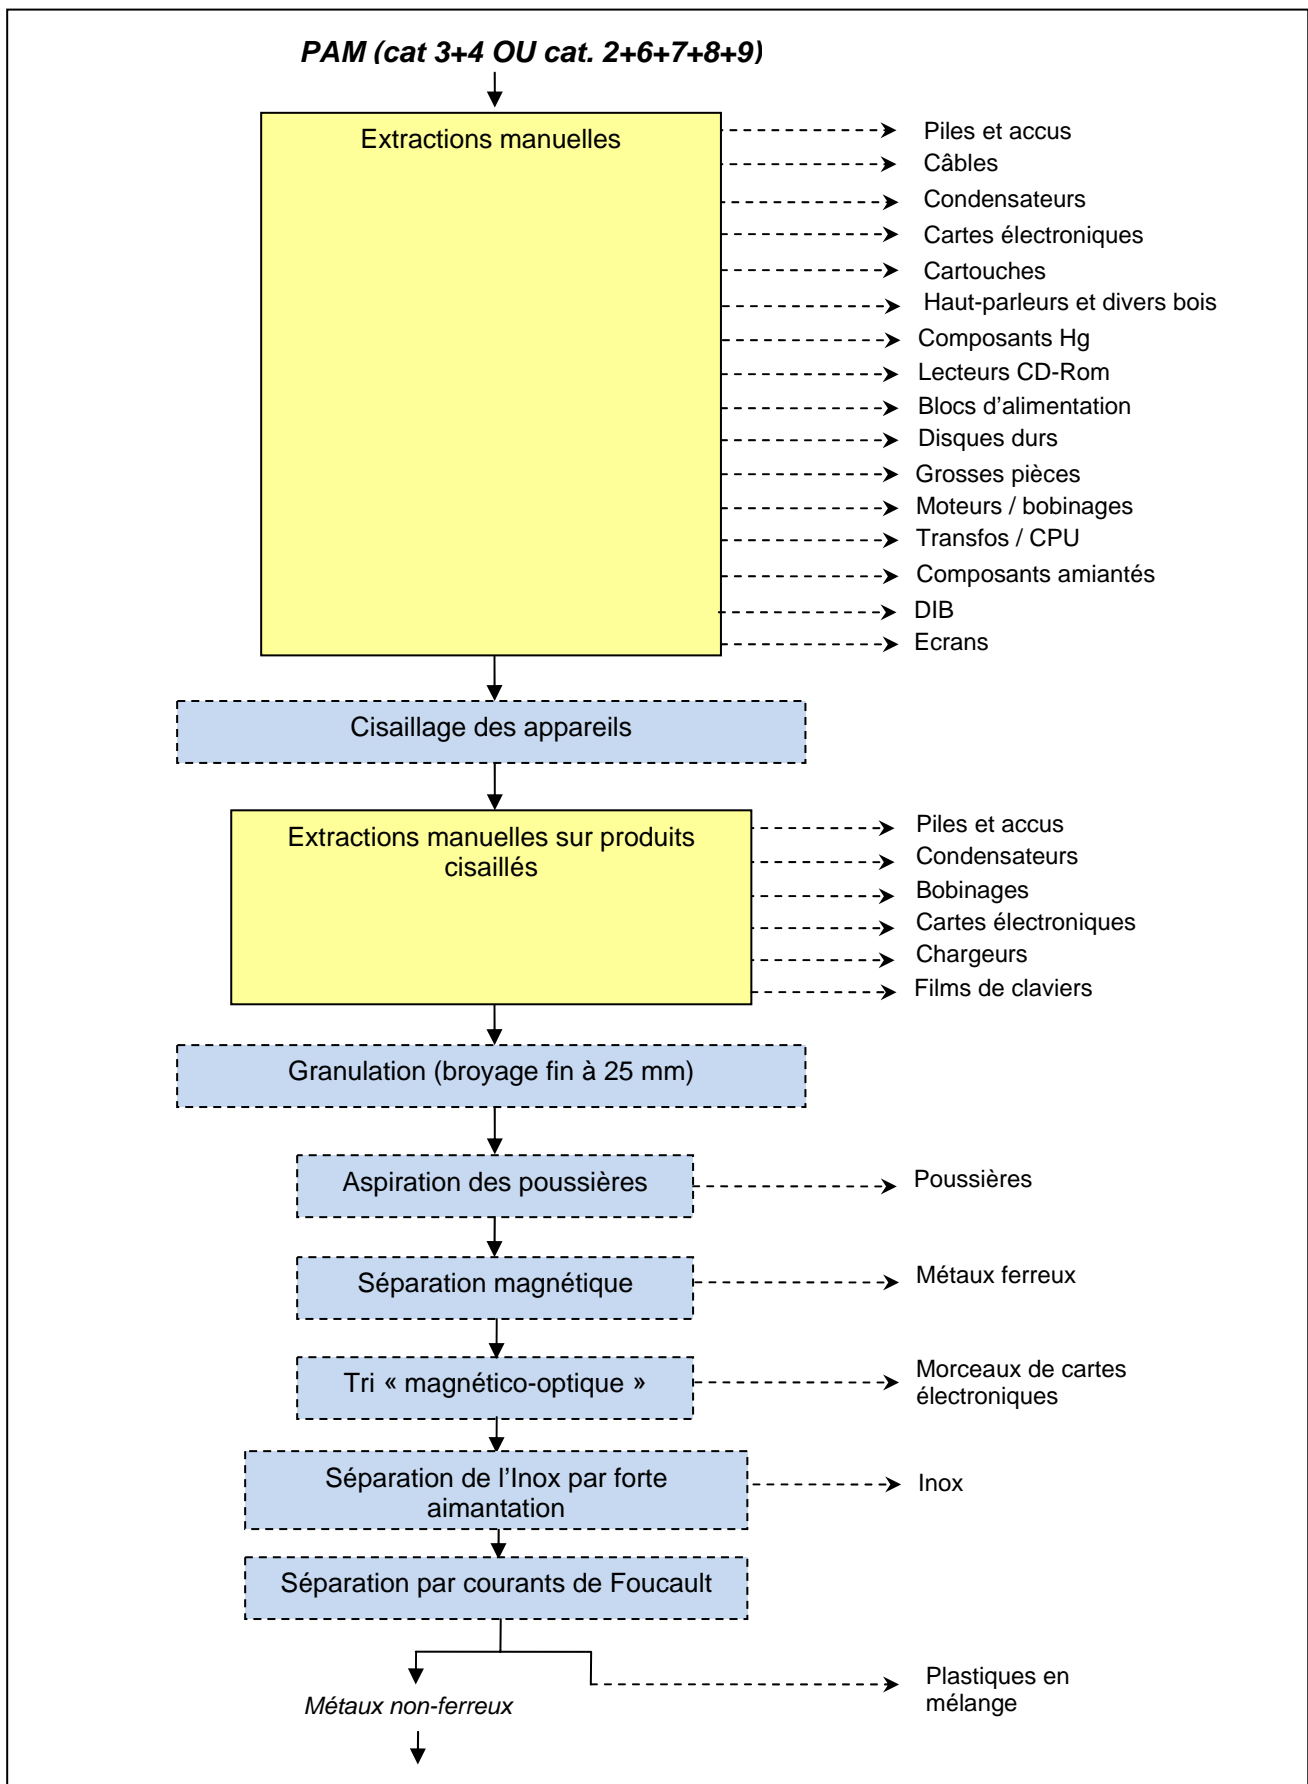 PAM (cat 3+4 OU cat. 2+6+7+8+9)
Extractions manuelles
Piles et accus
Câbles
Condensateurs
Cartes électroniques
Cartouches
Haut-parleurs et divers bois
Composants Hg
Lecteurs CD-Rom
Blocs d’alimentation
Disques durs
Grosses pièces
Moteurs / bobinages
Transfos / CPU
Composants amiantés
DIB
Ecrans
Cisaillage des appareils
Extractions manuelles sur produits
cisaillés
Piles et accus
Condensateurs
Bobinages
Cartes électroniques
Chargeurs
Films de claviers
Granulation (broyage fin à 25 mm)
Aspiration des poussières
Poussières
Séparation magnétique
Métaux ferreux
Tri « magnético-optique »
Morceaux de cartes
électroniques
Séparation de l’Inox par forte
aimantation
Inox
Séparation par courants de Foucault
Métaux non-ferreux
Plastiques en
mélange